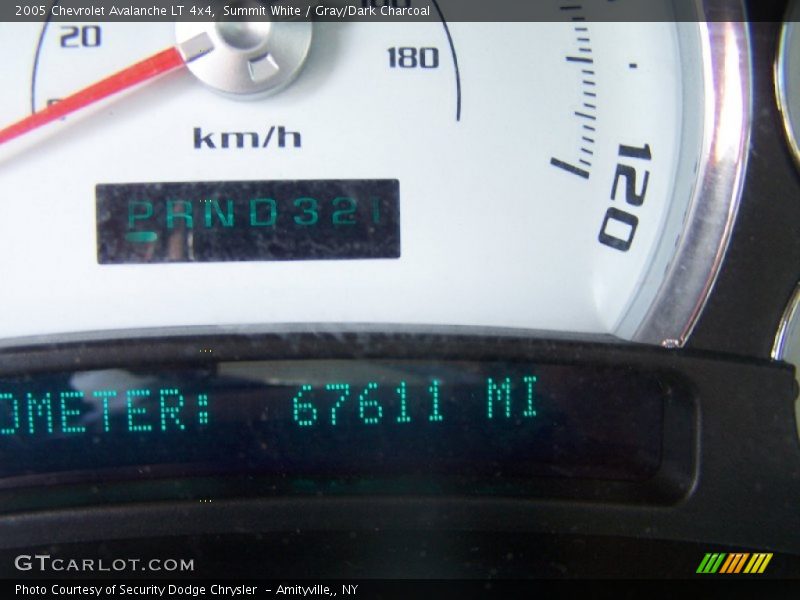 2005 Chevrolet Avalanche LT 4x4, Summit White / Gray/Dark Charcoal
20
180
km/h
120
PRND321
OMETER: 67611 MI
GTCARLOT.COM
Photo Courtesy of Security Dodge Chrysler - Amityville,, NY